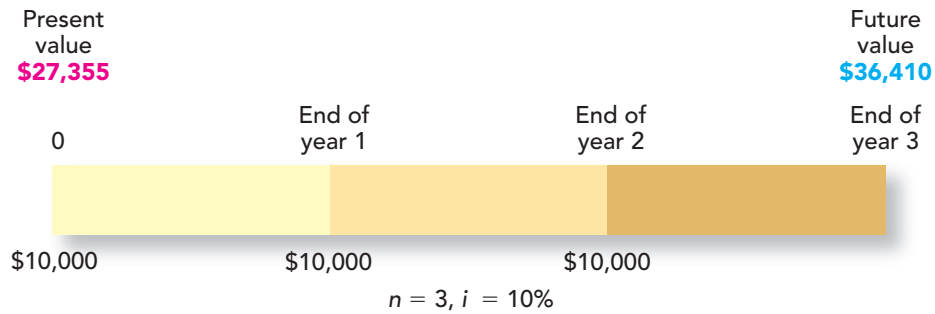 Present
value
$27,355
Future
value
$36,410
0
End of
year 1
End of
year 2
End of
year 3
$10,000
$10,000
$10,000
n = 3, i = 10%